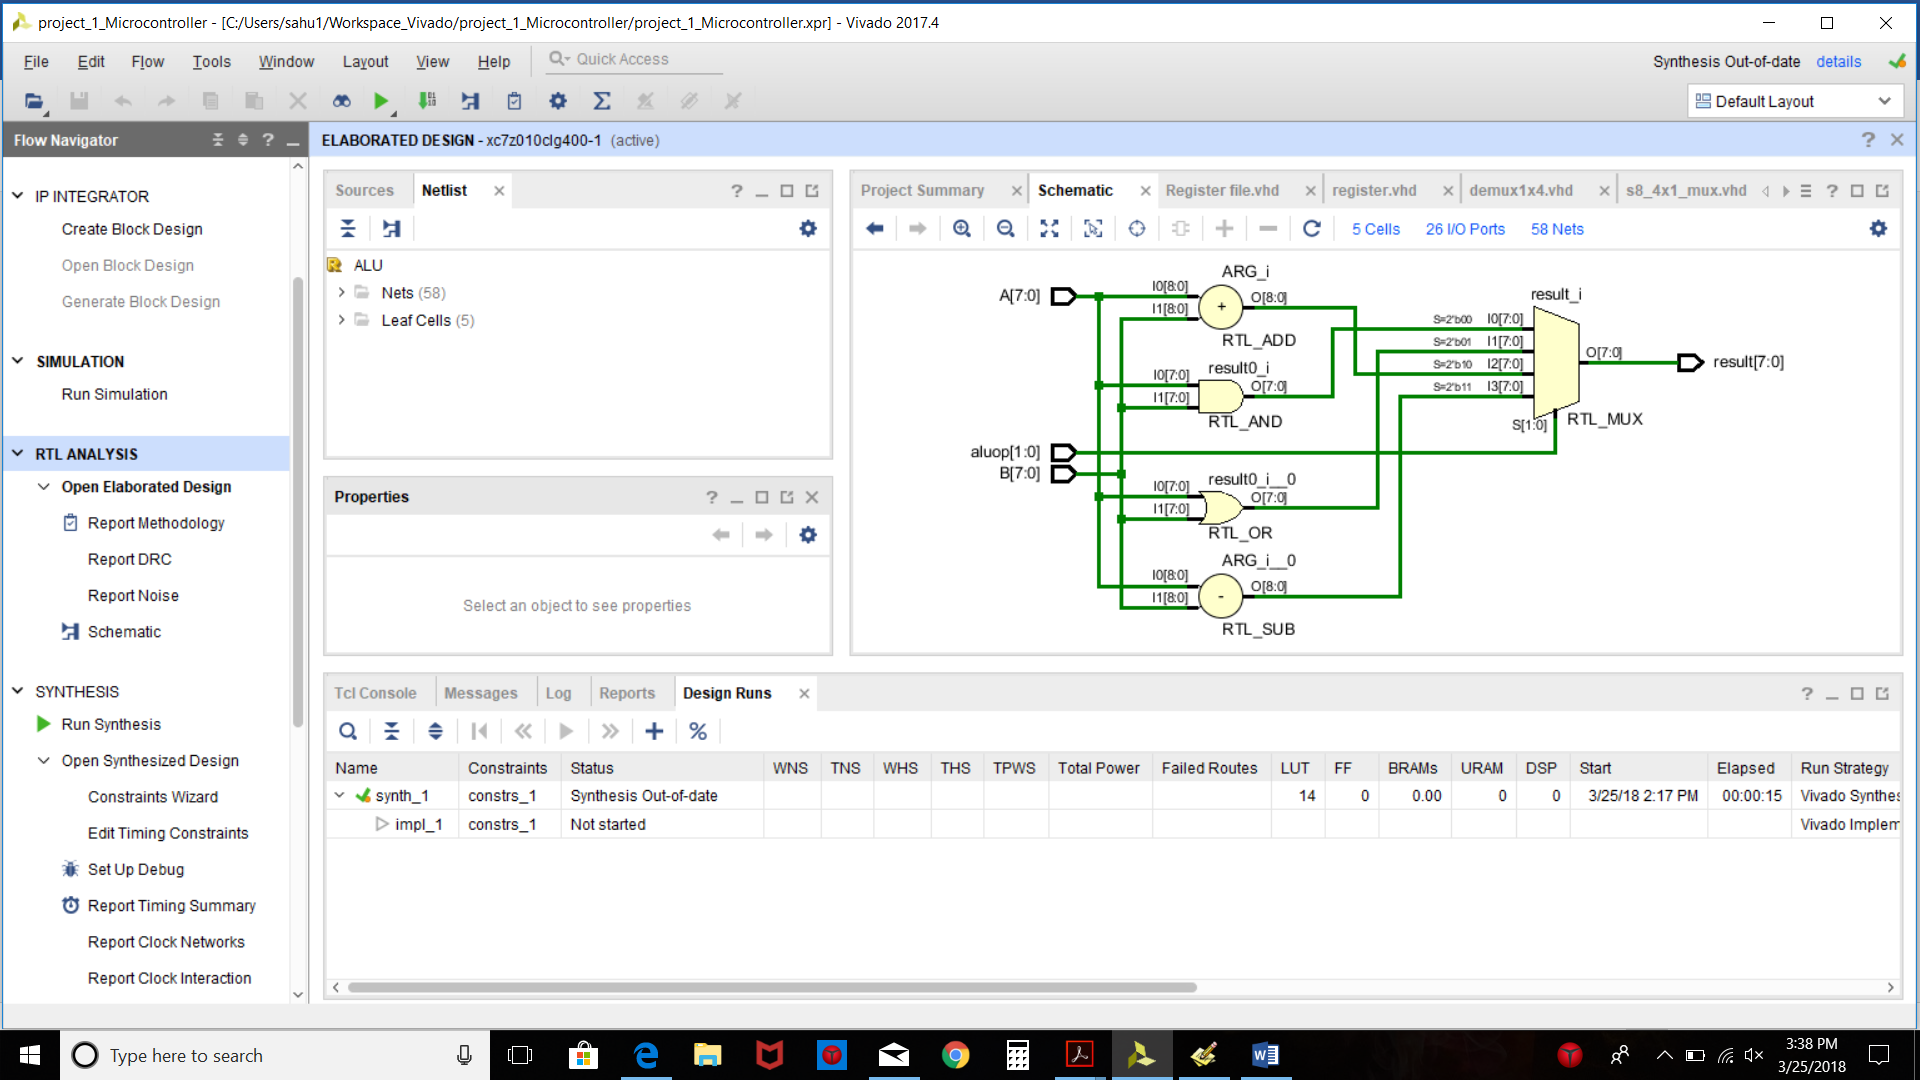 project_1_Microcontroller - [C:/Users/sahu1/Workspace_Vivado/project_1_Microcontroller/project_1_Microcontroller.xpr] - Vivado 2017.4
File Edit Flow Tools Window Layout View Help Quick Access
Synthesis Out-of-date details
Default Layout
Flow Navigator
IP INTEGRATOR
Create Block Design
Open Block Design
Generate Block Design
SIMULATION
Run Simulation
RTL ANALYSIS
Open Elaborated Design
Report Methodology
Report DRC
Report Noise
Schematic
SYNTHESIS
Run Synthesis
Open Synthesized Design
Constraints Wizard
Edit Timing Constraints
Set Up Debug
Report Timing Summary
Report Clock Networks
Report Clock Interaction
ELABORATED DESIGN - xc7z010clg400-1 (active)
Sources Netlist
ALU
Nets (58)
Leaf Cells (5)
Properties
Select an object to see properties
Project Summary Schematic Register file.vhd register.vhd demux1x4.vhd s8_4x1_mux.vhd
5 Cells 26 I/O Ports 58 Nets
ARG_i
A[7:0] I0[8:0] O[8:0]
I1[8:0] +
RTL_ADD
result0_i
I0[7:0] O[7:0]
I1[7:0]
RTL_AND
aluop[1:0]
B[7:0]
result0_i__0
I0[7:0] O[7:0]
I1[7:0]
RTL_OR
ARG_i__0
I0[8:0] O[8:0]
I1[8:0] -
RTL_SUB
result_i
S=2'b00 I0[7:0]
S=2'b01 I1[7:0]
S=2'b10 I2[7:0]
S=2'b11 I3[7:0]
O[7:0] result[7:0]
S[1:0] RTL_MUX
Tcl Console Messages Log Reports Design Runs
Name Constraints Status WNS TNS WHS THS TPWS Total Power Failed Routes LUT FF BRAMs URAM DSP Start Elapsed Run Strategy
synth_1 constrs_1 Synthesis Out-of-date 14 0 0.00 0 0 3/25/18 2:17 PM 00:00:15 Vivado Synthes
impl_1 constrs_1 Not started Vivado Implem
Type here to search
3:38 PM
3/25/2018